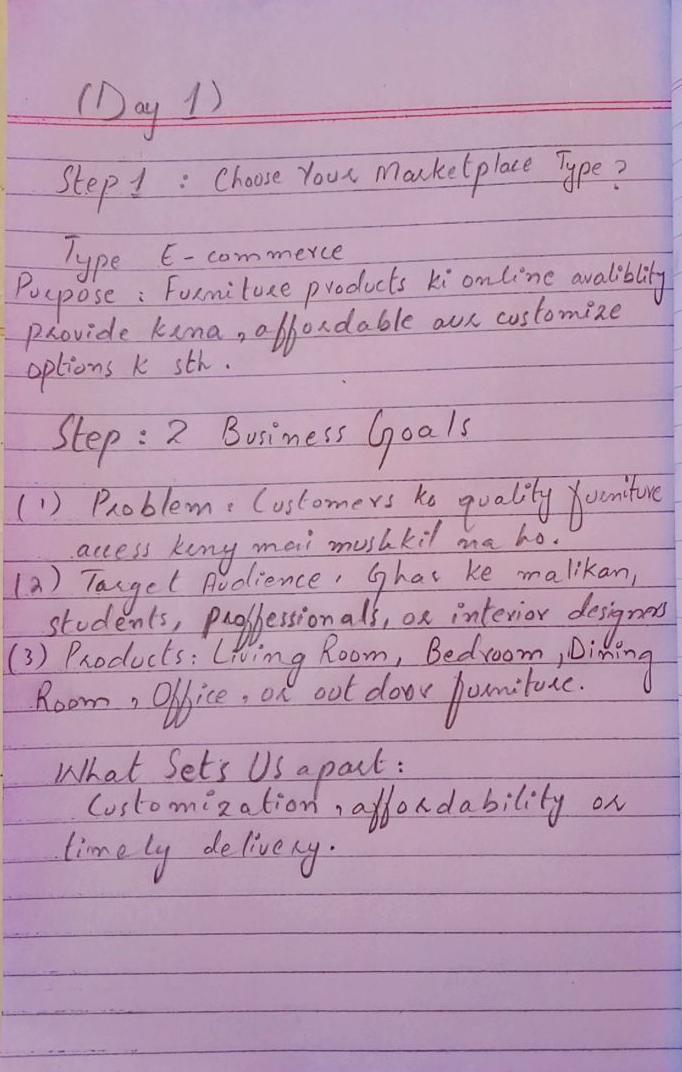 (Day 1)
Step 1 : Choose Your Marketplace Type ?
Type E-commerce
Purpose : Furniture products ki online avaliblity
provide krna, affordable aur customize
options k sth.
Step : 2 Business Goals
(1) Problem : Customers ko quality furniture
access krny mai mushkil na ho.
(2) Target Audience, Ghar ke malikan,
students, proffessionals, or interior designers
(3) Products : Living Room, Bedroom, Dining
Room, Office, or out door furniture.
What Set's Us apart :
Customization, affordability or
timely delivery.